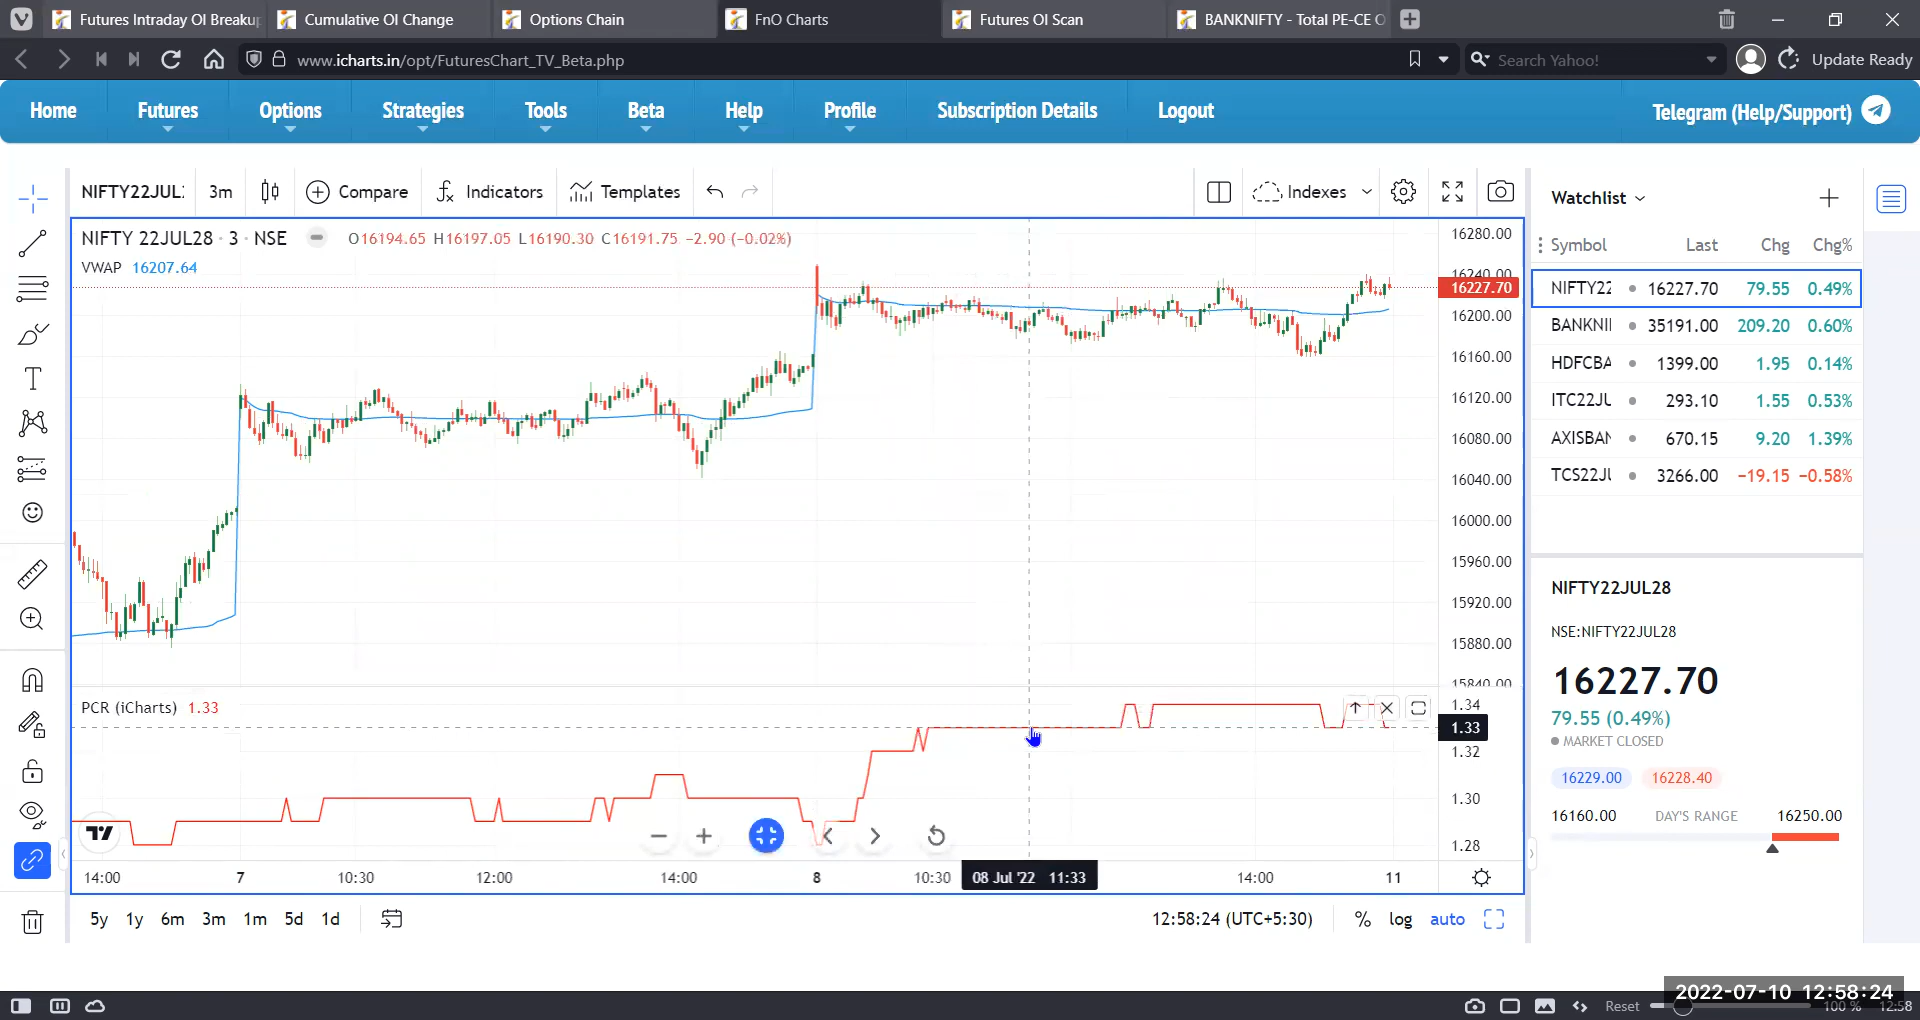 Futures Intraday OI Breakup
Cumulative OI Change
Options Chain
FnO Charts
Futures OI Scan
BANKNIFTY - Total PE-CE O
www.icharts.in/opt/FuturesChart_TV_Beta.php
Search Yahoo!
Update Ready
Home
Futures
Options
Strategies
Tools
Beta
Help
Profile
Subscription Details
Logout
Telegram (Help/Support)
NIFTY22JUL
3m
Compare
Indicators
Templates
Indexes
NIFTY 22JUL28 · 3 · NSE
O16194.65 H16197.05 L16190.30 C16191.75 −2.90 (−0.02%)
VWAP 16207.64
16280.00
16240.00
16227.70
16200.00
16160.00
16120.00
16080.00
16040.00
16000.00
15960.00
15920.00
15880.00
15840.00
PCR (iCharts) 1.33
1.34
1.33
1.32
1.30
1.28
14:00
7
10:30
12:00
14:00
8
10:30
08 Jul '22 11:33
14:00
11
5y 1y 6m 3m 1m 5d 1d
12:58:24 (UTC+5:30)
% log auto
Watchlist
Symbol Last Chg Chg%
NIFTY22 16227.70 79.55 0.49%
BANKNI 35191.00 209.20 0.60%
HDFCBA 1399.00 1.95 0.14%
ITC22JU 293.10 1.55 0.53%
AXISBAN 670.15 9.20 1.39%
TCS22JU 3266.00 −19.15 −0.58%
NIFTY22JUL28
NSE:NIFTY22JUL28
16227.70
79.55 (0.49%)
MARKET CLOSED
16229.00 16228.40
16160.00 DAY'S RANGE 16250.00
2022-07-10 12:58:24
Reset
100 %
12:58